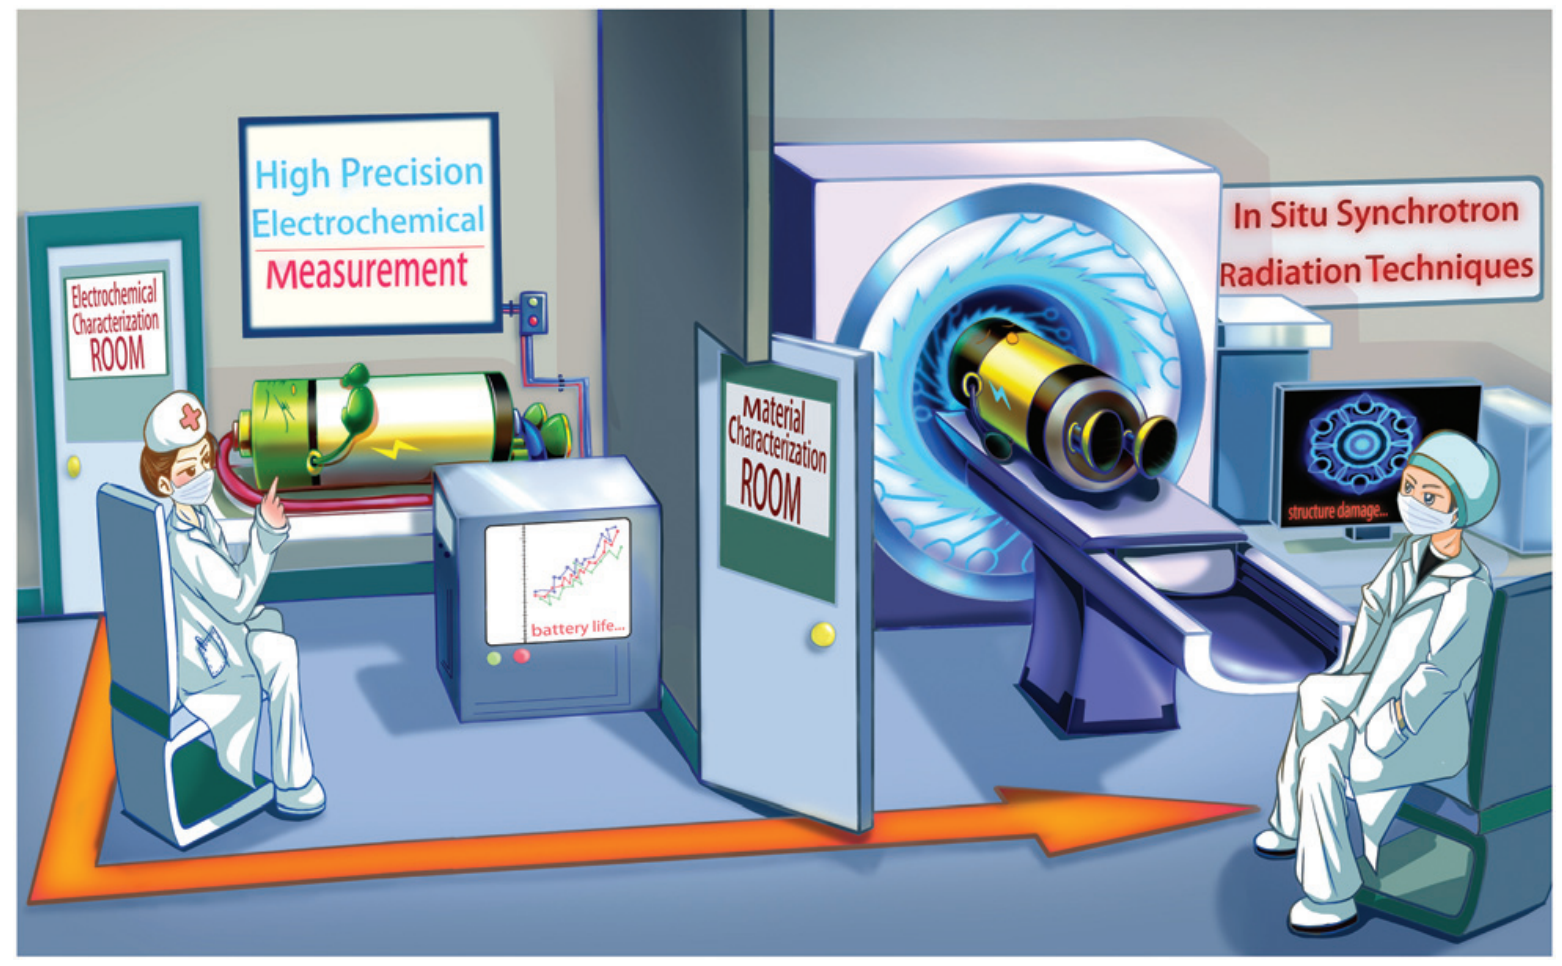 High Precision
Electrochemical
Measurement
Electrochemical
Characterization
ROOM
battery life...
Material
Characterization
ROOM
In Situ Synchrotron
Radiation Techniques
structure damage...